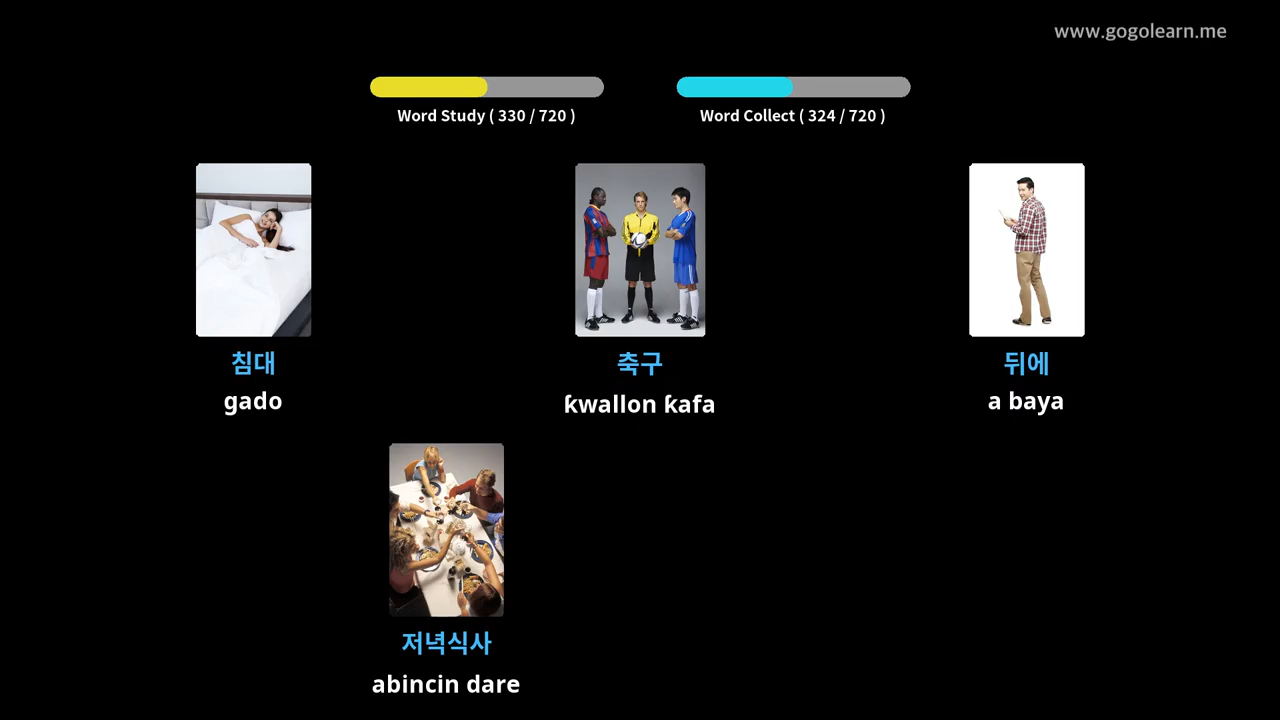 www.gogolearn.me
Word Study ( 330 / 720 )
Word Collect ( 324 / 720 )
침대
gado
축구
ƙwallon ƙafa
뒤에
a baya
저녁식사
abincin dare